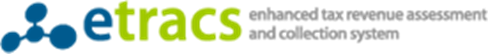 etracs
enhanced tax revenue assessment
and collection system